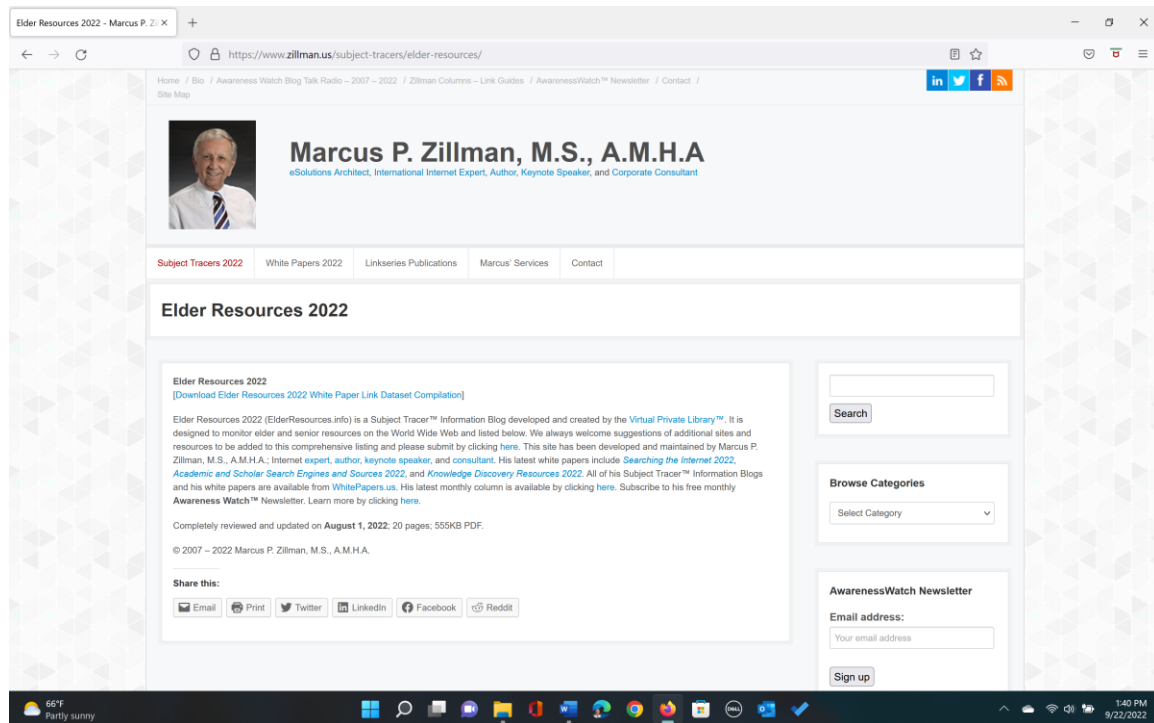 Elder Resources 2022 - Marcus P. Zi
https://www.zillman.us/subject-tracers/elder-resources/
Home / Bio / Awareness Watch Blog Talk Radio – 2007 – 2022 / Zillman Columns – Link Guides / AwarenessWatch™ Newsletter / Contact /
Site Map
in f
Marcus P. Zillman, M.S., A.M.H.A
eSolutions Architect, International Internet Expert, Author, Keynote Speaker, and Corporate Consultant
Subject Tracers 2022 White Papers 2022 Linkseries Publications Marcus' Services Contact
Elder Resources 2022
Elder Resources 2022
[Download Elder Resources 2022 White Paper Link Dataset Compilation]
Elder Resources 2022 (ElderResources.info) is a Subject Tracer™ Information Blog developed and created by the Virtual Private Library™. It is
designed to monitor elder and senior resources on the World Wide Web and listed below. We always welcome suggestions of additional sites and
resources to be added to this comprehensive listing and please submit by clicking here. This site has been developed and maintained by Marcus P.
Zillman, M.S., A.M.H.A.; Internet expert, author, keynote speaker, and consultant. His latest white papers include Searching the Internet 2022,
Academic and Scholar Search Engines and Sources 2022, and Knowledge Discovery Resources 2022. All of his Subject Tracer™ Information Blogs
and his white papers are available from WhitePapers.us. His latest monthly column is available by clicking here. Subscribe to his free monthly
Awareness Watch™ Newsletter. Learn more by clicking here.
Completely reviewed and updated on August 1, 2022; 20 pages; 555KB PDF.
© 2007 – 2022 Marcus P. Zillman, M.S., A.M.H.A.
Share this:
Email Print Twitter LinkedIn Facebook Reddit
Search
Browse Categories
Select Category
AwarenessWatch Newsletter
Email address:
Your email address
Sign up
66°F
Partly sunny
DELL
1:40 PM
9/22/2022